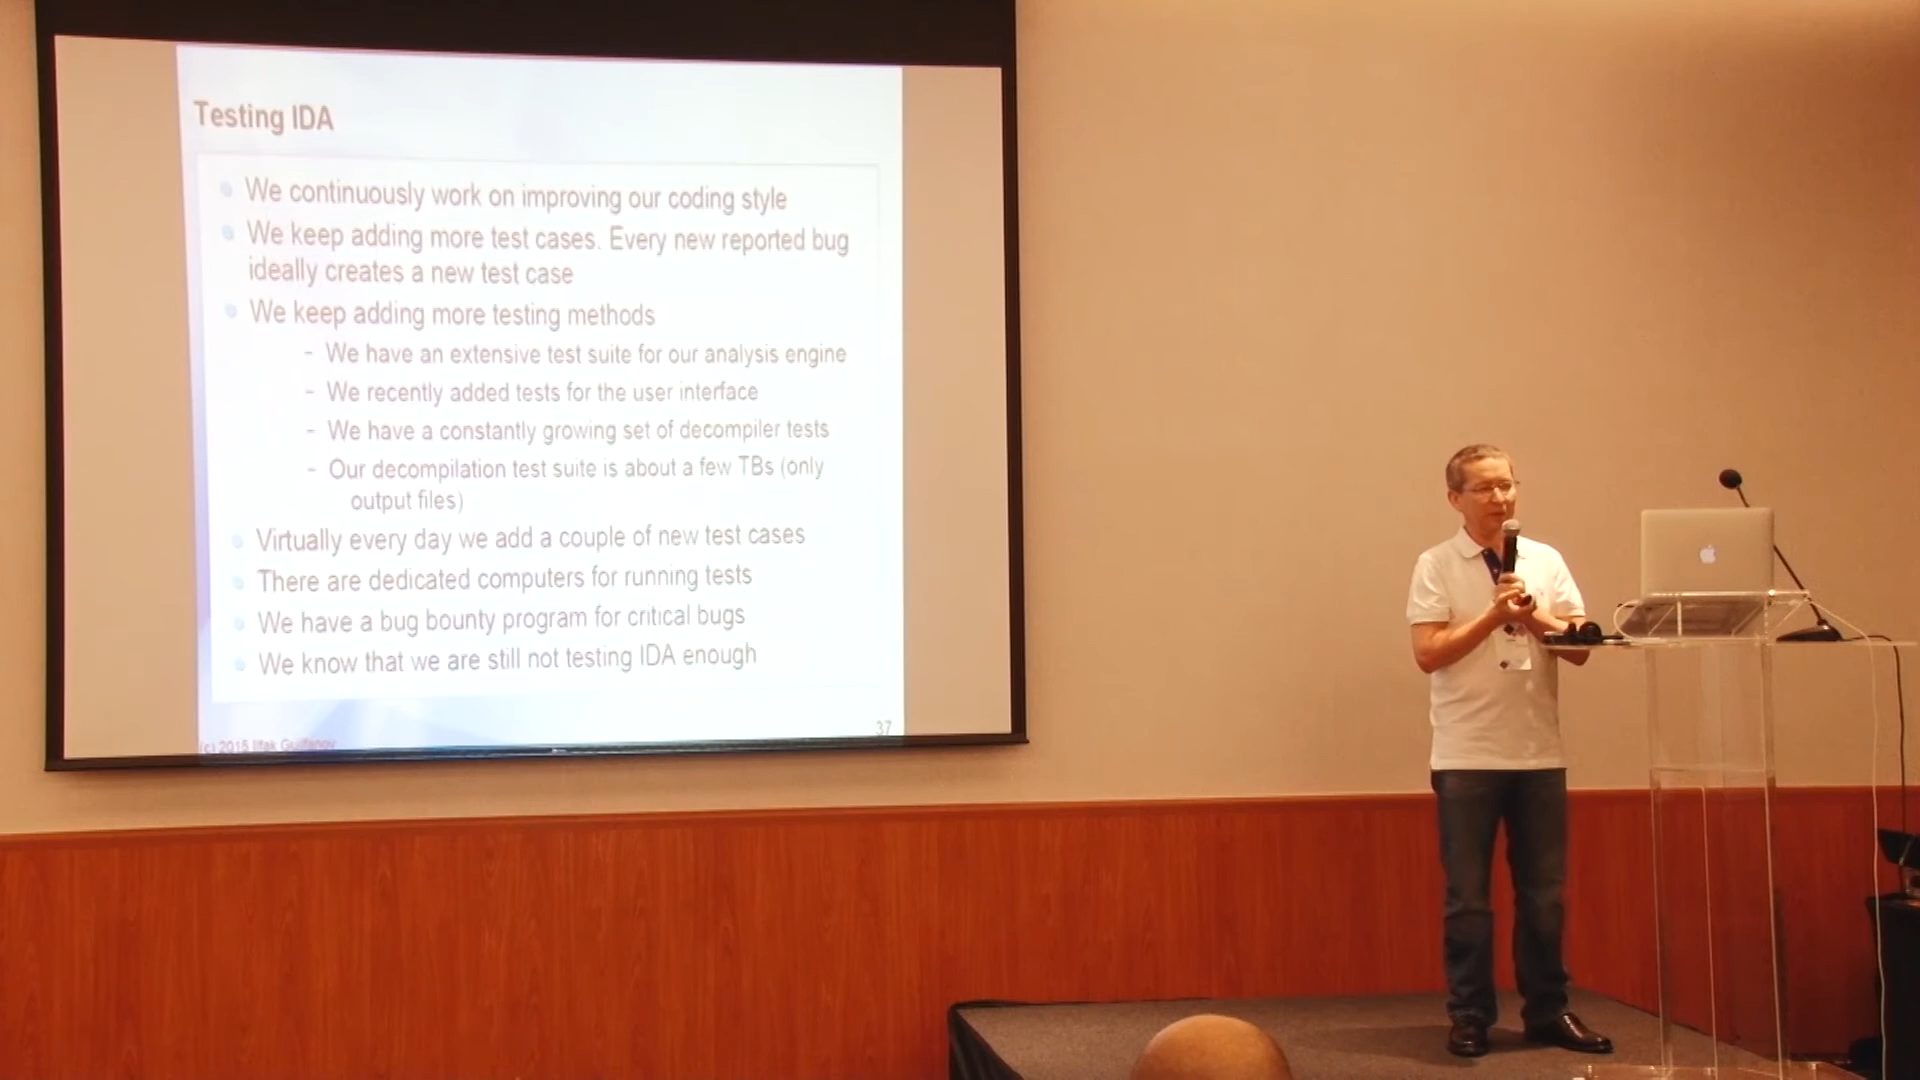 Testing IDA
We continuously work on improving our coding style
We keep adding more test cases. Every new reported bug
ideally creates a new test case
We keep adding more testing methods
- We have an extensive test suite for our analysis engine
- We recently added tests for the user interface
- We have a constantly growing set of decompiler tests
- Our decompilation test suite is about a few TBs (only
output files)
Virtually every day we add a couple of new test cases
There are dedicated computers for running tests
We have a bug bounty program for critical bugs
We know that we are still not testing IDA enough
37
(c) 2015 Ilfak Guilfanov